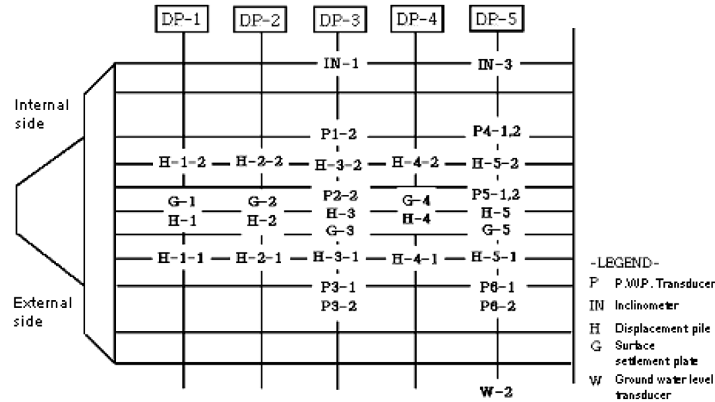 DP-1 DP-2 DP-3 DP-4 DP-5
IN-1 IN-3
Internal
side
P1-2 P4-1,2
H-1-2 H-2-2 H-3-2 H-4-2 H-5-2
P2-2 P5-1,2
G-1 G-2 G-4
H-3 H-5
H-1 H-2 H-4
G-3 G-5
H-1-1 H-2-1 H-3-1 H-4-1 H-5-1
-LEGEND-
P3-1 P6-1
P P.W.P. Transducer
External
side
P3-2 P6-2
IN Inclinometer
H Displacement pile
G Surface
settlement plate
W Ground water level
transducer
W-2